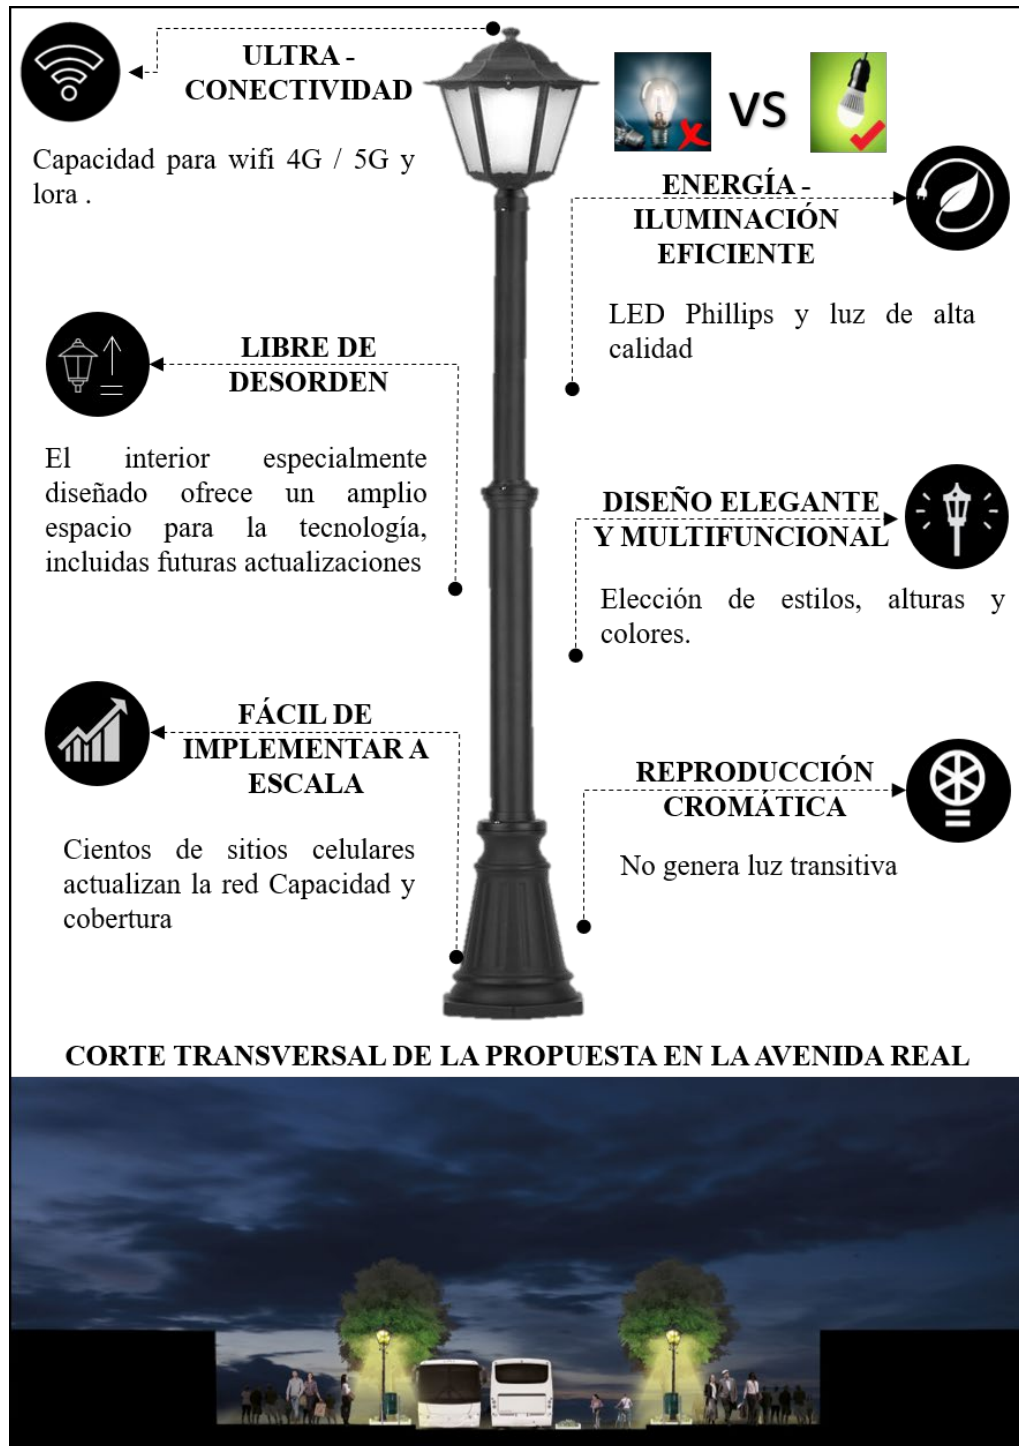 ULTRA -
CONECTIVIDAD
Capacidad para wifi 4G / 5G y
lora .
VS
ENERGÍA -
ILUMINACIÓN
EFICIENTE
LED Phillips y luz de alta
calidad
LIBRE DE
DESORDEN
El interior especialmente
diseñado ofrece un amplio
espacio para la tecnología,
incluidas futuras actualizaciones
DISEÑO ELEGANTE
Y MULTIFUNCIONAL
Elección de estilos, alturas y
colores.
FÁCIL DE
IMPLEMENTAR A
ESCALA
Cientos de sitios celulares
actualizan la red Capacidad y
cobertura
REPRODUCCIÓN
CROMÁTICA
No genera luz transitiva
CORTE TRANSVERSAL DE LA PROPUESTA EN LA AVENIDA REAL